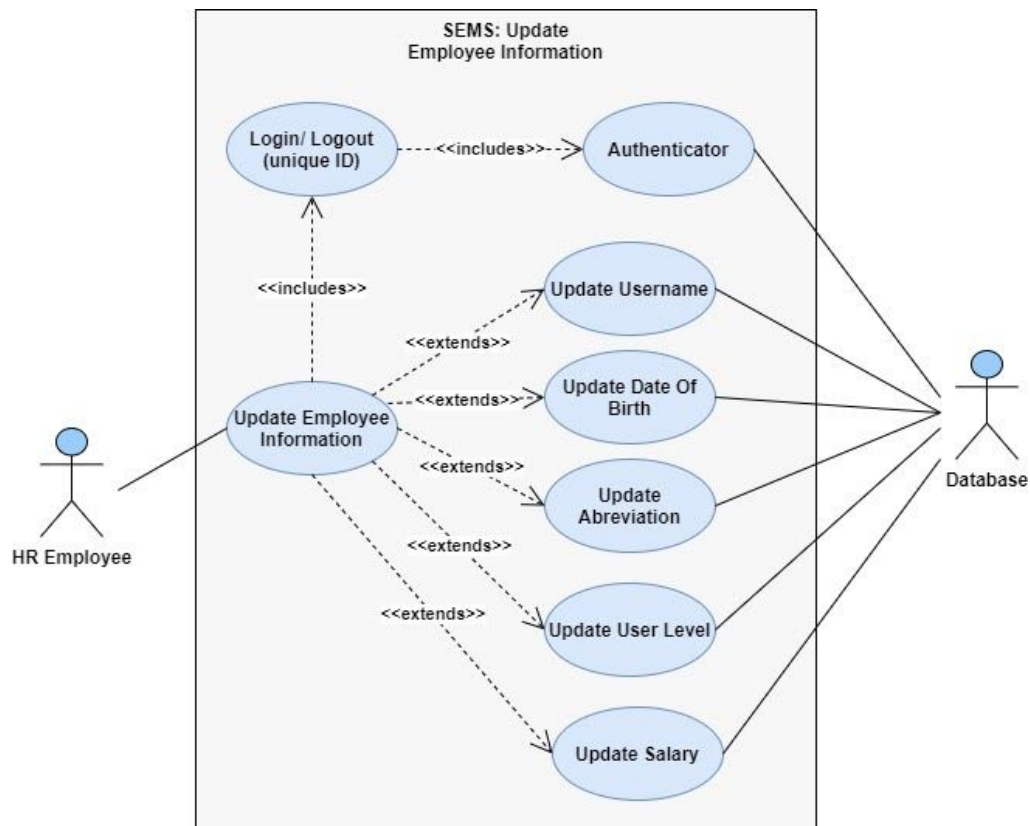 SEMS: Update
Employee Information
Login/ Logout
(unique ID)
<<includes>>
Authenticator
<<includes>>
Update Username
<<extends>>
Update Date Of
Birth
<<extends>>
Update Employee
Information
<<extends>>
Update
Abreviation
HR Employee
Database
<<extends>>
Update User Level
<<extends>>
Update Salary